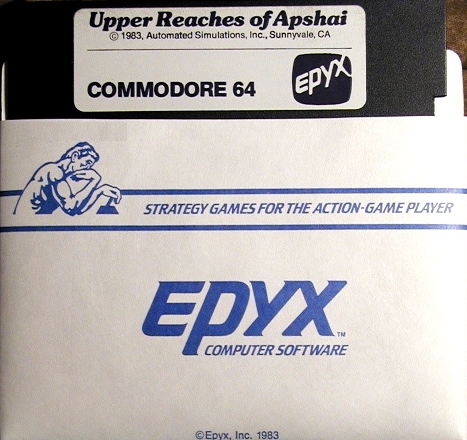 Upper Reaches of Apshai
© 1983, Automated Simulations, Inc., Sunnyvale, CA
COMMODORE 64
EPYX
STRATEGY GAMES FOR THE ACTION-GAME PLAYER
EPYX™
COMPUTER SOFTWARE
©Epyx, Inc. 1983